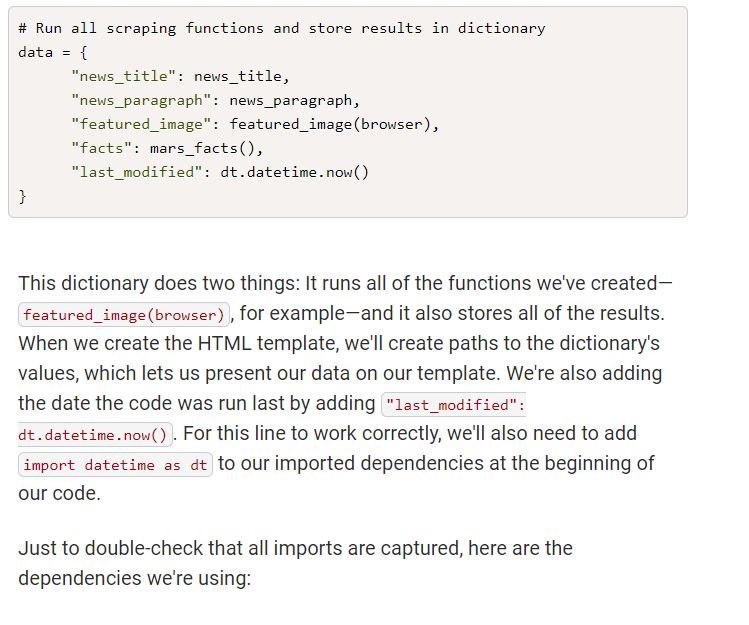 # Run all scraping functions and store results in dictionary
data = {
      "news_title": news_title,
      "news_paragraph": news_paragraph,
      "featured_image": featured_image(browser),
      "facts": mars_facts(),
      "last_modified": dt.datetime.now()
}
This dictionary does two things: It runs all of the functions we've created—
featured_image(browser), for example—and it also stores all of the results.
When we create the HTML template, we'll create paths to the dictionary's
values, which lets us present our data on our template. We're also adding
the date the code was run last by adding "last_modified":
dt.datetime.now(). For this line to work correctly, we'll also need to add
import datetime as dt to our imported dependencies at the beginning of
our code.
Just to double-check that all imports are captured, here are the
dependencies we're using: